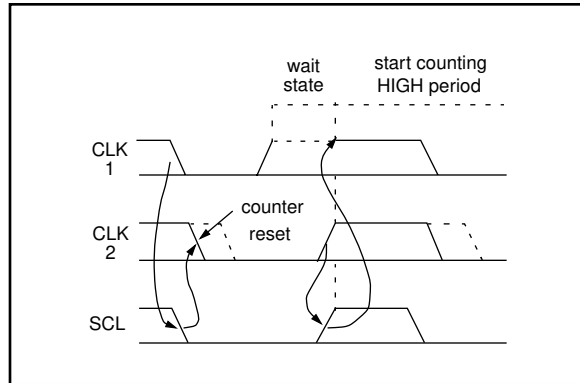 wait
state
start counting
HIGH period
CLK
1
counter
reset
CLK
2
SCL